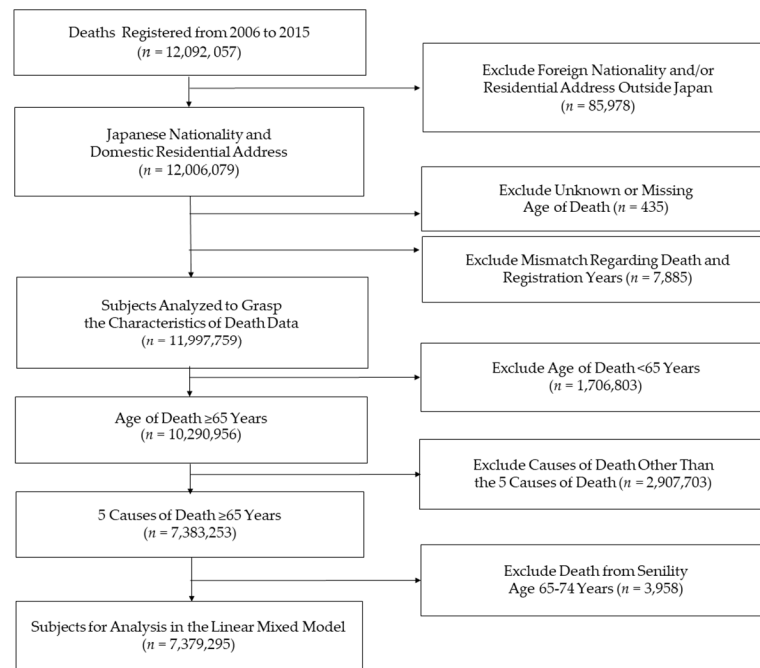 Deaths Registered from 2006 to 2015
(n = 12,092, 057)
Exclude Foreign Nationality and/or
Residential Address Outside Japan
(n = 85,978)
Japanese Nationality and
Domestic Residential Address
(n = 12,006,079)
Exclude Unknown or Missing
Age of Death (n = 435)
Exclude Mismatch Regarding Death and
Registration Years (n = 7,885)
Subjects Analyzed to Grasp
the Characteristics of Death Data
(n = 11,997,759)
Exclude Age of Death <65 Years
(n = 1,706,803)
Age of Death ≥65 Years
(n = 10,290,956)
Exclude Causes of Death Other Than
the 5 Causes of Death (n = 2,907,703)
5 Causes of Death ≥65 Years
(n = 7,383,253)
Exclude Death from Senility
Age 65-74 Years (n = 3,958)
Subjects for Analysis in the Linear Mixed Model
(n = 7,379,295)